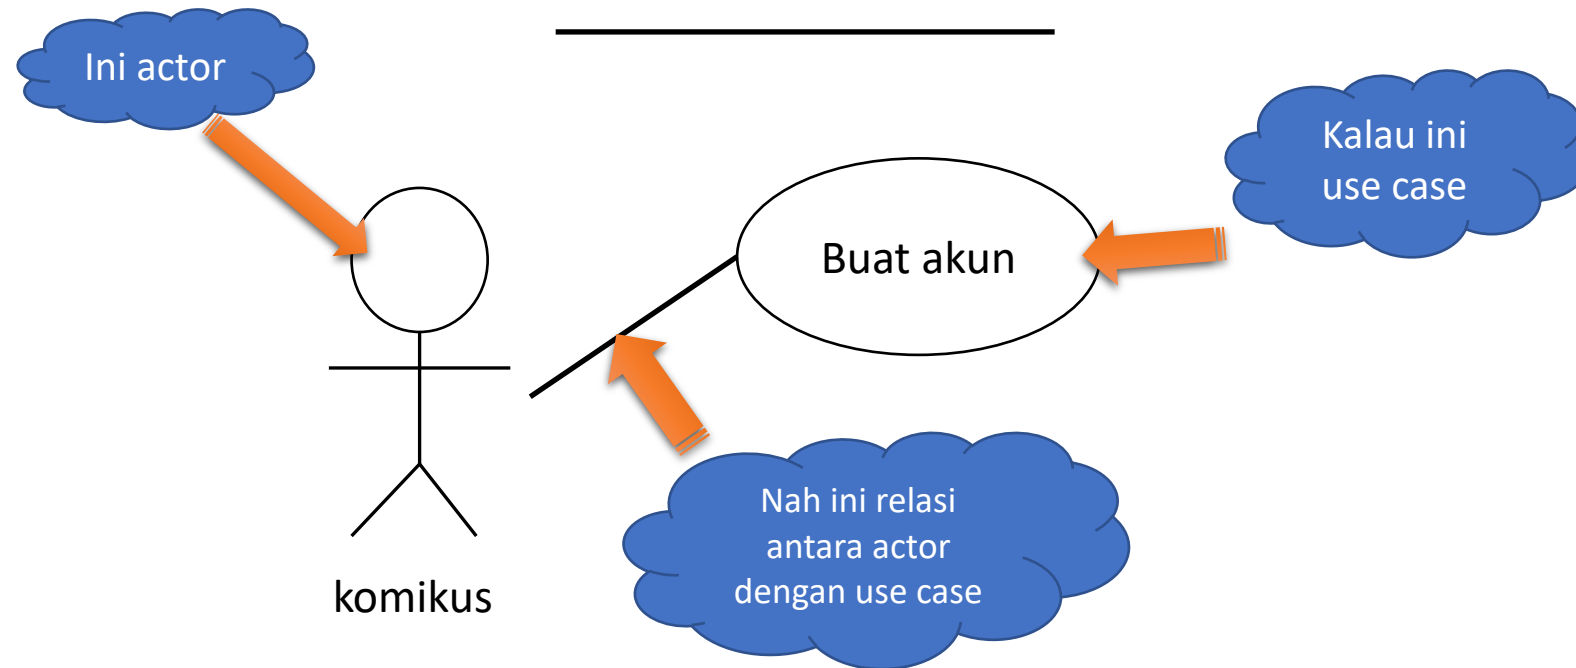 Ini actor
Kalau ini
use case
Buat akun
Nah ini relasi
antara actor
dengan use case
komikus